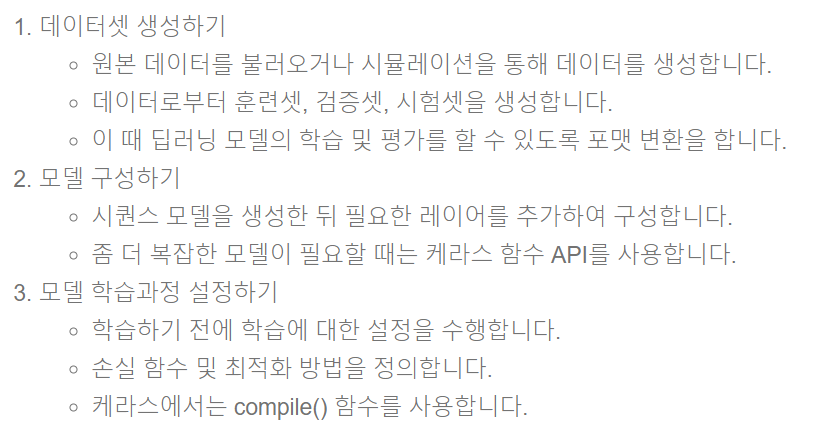 1. 데이터셋 생성하기
◦ 원본 데이터를 불러오거나 시뮬레이션을 통해 데이터를 생성합니다.
◦ 데이터로부터 훈련셋, 검증셋, 시험셋을 생성합니다.
◦ 이 때 딥러닝 모델의 학습 및 평가를 할 수 있도록 포맷 변환을 합니다.
2. 모델 구성하기
◦ 시퀀스 모델을 생성한 뒤 필요한 레이어를 추가하여 구성합니다.
◦ 좀 더 복잡한 모델이 필요할 때는 케라스 함수 API를 사용합니다.
3. 모델 학습과정 설정하기
◦ 학습하기 전에 학습에 대한 설정을 수행합니다.
◦ 손실 함수 및 최적화 방법을 정의합니다.
◦ 케라스에서는 compile() 함수를 사용합니다.